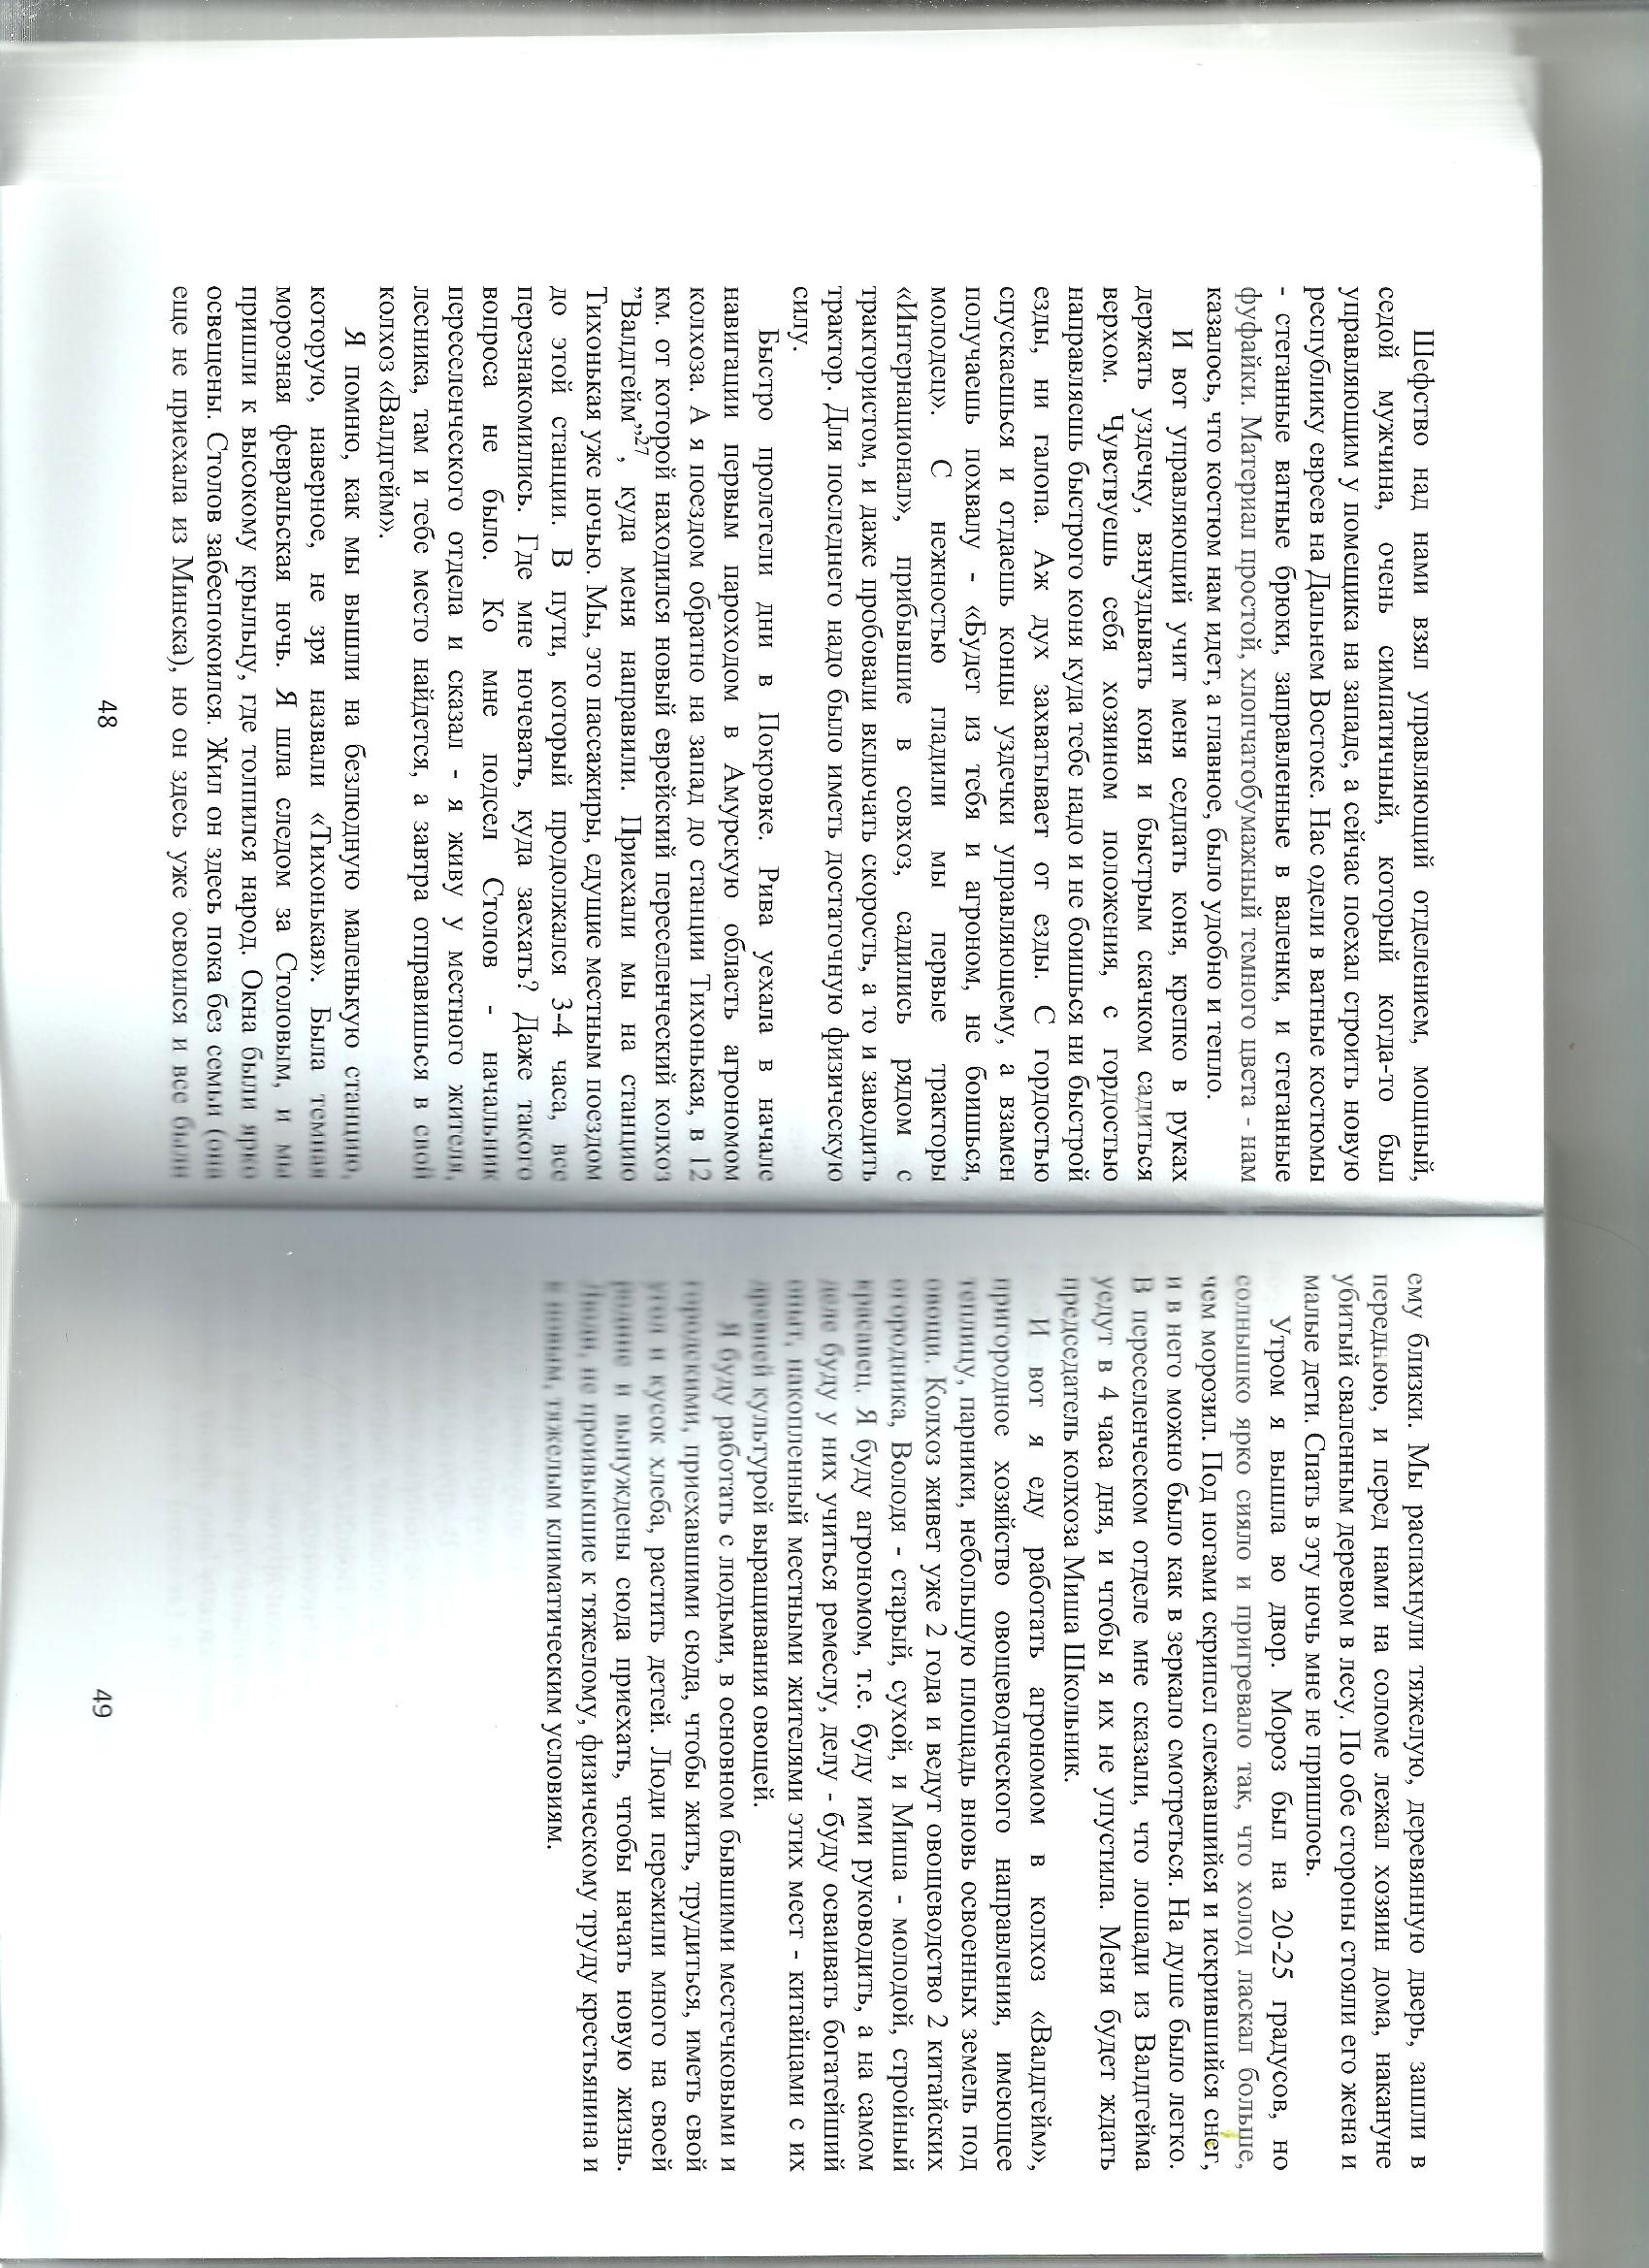 Шефство над нами взял управляющий отделением, мощный,
седой мужчина, очень симпатичный, который когда-то был
управляющим у помещика на западе, а сейчас поехал строить новую
республику евреев на Дальнем Востоке. Нас одели в ватные костюмы
- стеганные ватные брюки, заправленные в валенки, и стеганные
фуфайки. Материал простой, хлопчатобумажный темного цвета - нам
казалось, что костюм нам идет, а главное, было удобно и тепло.
И вот управляющий учит меня седлать коня, крепко в руках
держать уздечку, взнуздывать коня и быстрым скачком садиться
верхом. Чувствуешь себя хозяином положения, с гордостью
направляешь быстрого коня куда тебе надо и не боишься ни быстрой
езды, ни галопа. Аж дух захватывает от езды. С гордостью
спускаешься и отдаешь концы уздечки управляющему, а взамен
получаешь похвалу - «Будет из тебя и агроном, не боишься,
молодец». С нежностью гладили мы первые тракторы
«Интернационал», прибывшие в совхоз, садились рядом с
трактористом, и даже пробовали включать скорость, а то и заводить
трактор. Для последнего надо было иметь достаточную физическую
силу.
Быстро пролетели дни в Покровке. Рива уехала в начале
навигации первым пароходом в Амурскую область агрономом
колхоза. А я поездом обратно на запад до станции Тихонькая, в 12
км. от которой находился новый еврейский переселенческий колхоз
”Валдгейм”27, куда меня направили. Приехали мы на станцию
Тихонькая уже ночью. Мы, это пассажиры, едущие местным поездом
до этой станции. В пути, который продолжался 3-4 часа, все
перезнакомились. Где мне ночевать, куда заехать? Даже такого
вопроса не было. Ко мне подсел Столов - начальник
переселенческого отдела и сказал - я живу у местного жителя,
лесника, там и тебе место найдется, а завтра отправишься в свой
колхоз «Валдгейм».
Я помню, как мы вышли на безлюдную маленькую станцию,
которую, наверное, не зря назвали «Тихонькая». Была темная
морозная февральская ночь. Я шла следом за Столовым, и мы
пришли к высокому крыльцу, где толпился народ. Окна были ярко
освещены. Столов забеспокоился. Жил он здесь пока без семьи (она
еще не приехала из Минска), но он здесь уже освоился и все были
48
ему близки. Мы распахнули тяжелую, деревянную дверь, зашли в
переднюю, и перед нами на соломе лежал хозяин дома, накануне
убитый сваленным деревом в лесу. По обе стороны стояли его жена и
малые дети. Спать в эту ночь мне не пришлось.
Утром я вышла во двор. Мороз был на 20-25 градусов, но
солнышко ярко сияло и пригревало так, что холод ласкал больше,
чем морозил. Под ногами скрипел слежавшийся и искрившийся снег,
и в него можно было как в зеркало смотреться. На душе было легко.
В переселенческом отделе мне сказали, что лошади из Валдгейма
уедут в 4 часа дня, и чтобы я их не упустила. Меня будет ждать
председатель колхоза Миша Школьник.
И вот я еду работать агрономом в колхоз «Валдгейм»,
пригородное хозяйство овощеводческого направления, имеющее
теплицу, парники, небольшую площадь вновь освоенных земель под
овощи. Колхоз живет уже 2 года и ведут овощеводство 2 китайских
огородника, Володя - старый, сухой, и Миша - молодой, стройный
красавец. Я буду агрономом, т.е. буду ими руководить, а на самом
деле буду у них учиться ремеслу, делу - буду осваивать богатейший
опыт, накопленный местными жителями этих мест - китайцами с их
древней культурой выращивания овощей.
Я буду работать с людьми, в основном бывшими местечковыми и
городскими, приехавшими сюда, чтобы жить, трудиться, иметь свой
угол и кусок хлеба, растить детей. Люди пережили много на своей
родине и вынуждены сюда приехать, чтобы начать новую жизнь.
Люди, не проивыкшие к тяжелому, физическому труду крестьянина и
к новым, тяжелым климатическим условиям.
49